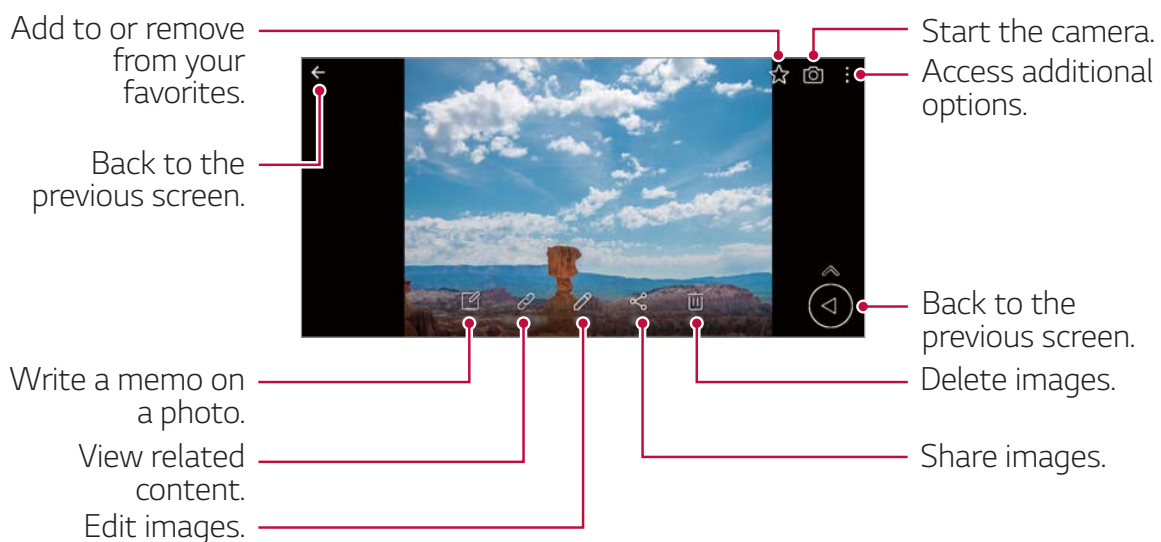 Add to or remove
from your
favorites.
Back to the
previous screen.
Write a memo on
a photo.
View related
content.
Edit images.
Start the camera.
Access additional
options.
Back to the
previous screen.
Delete images.
Share images.